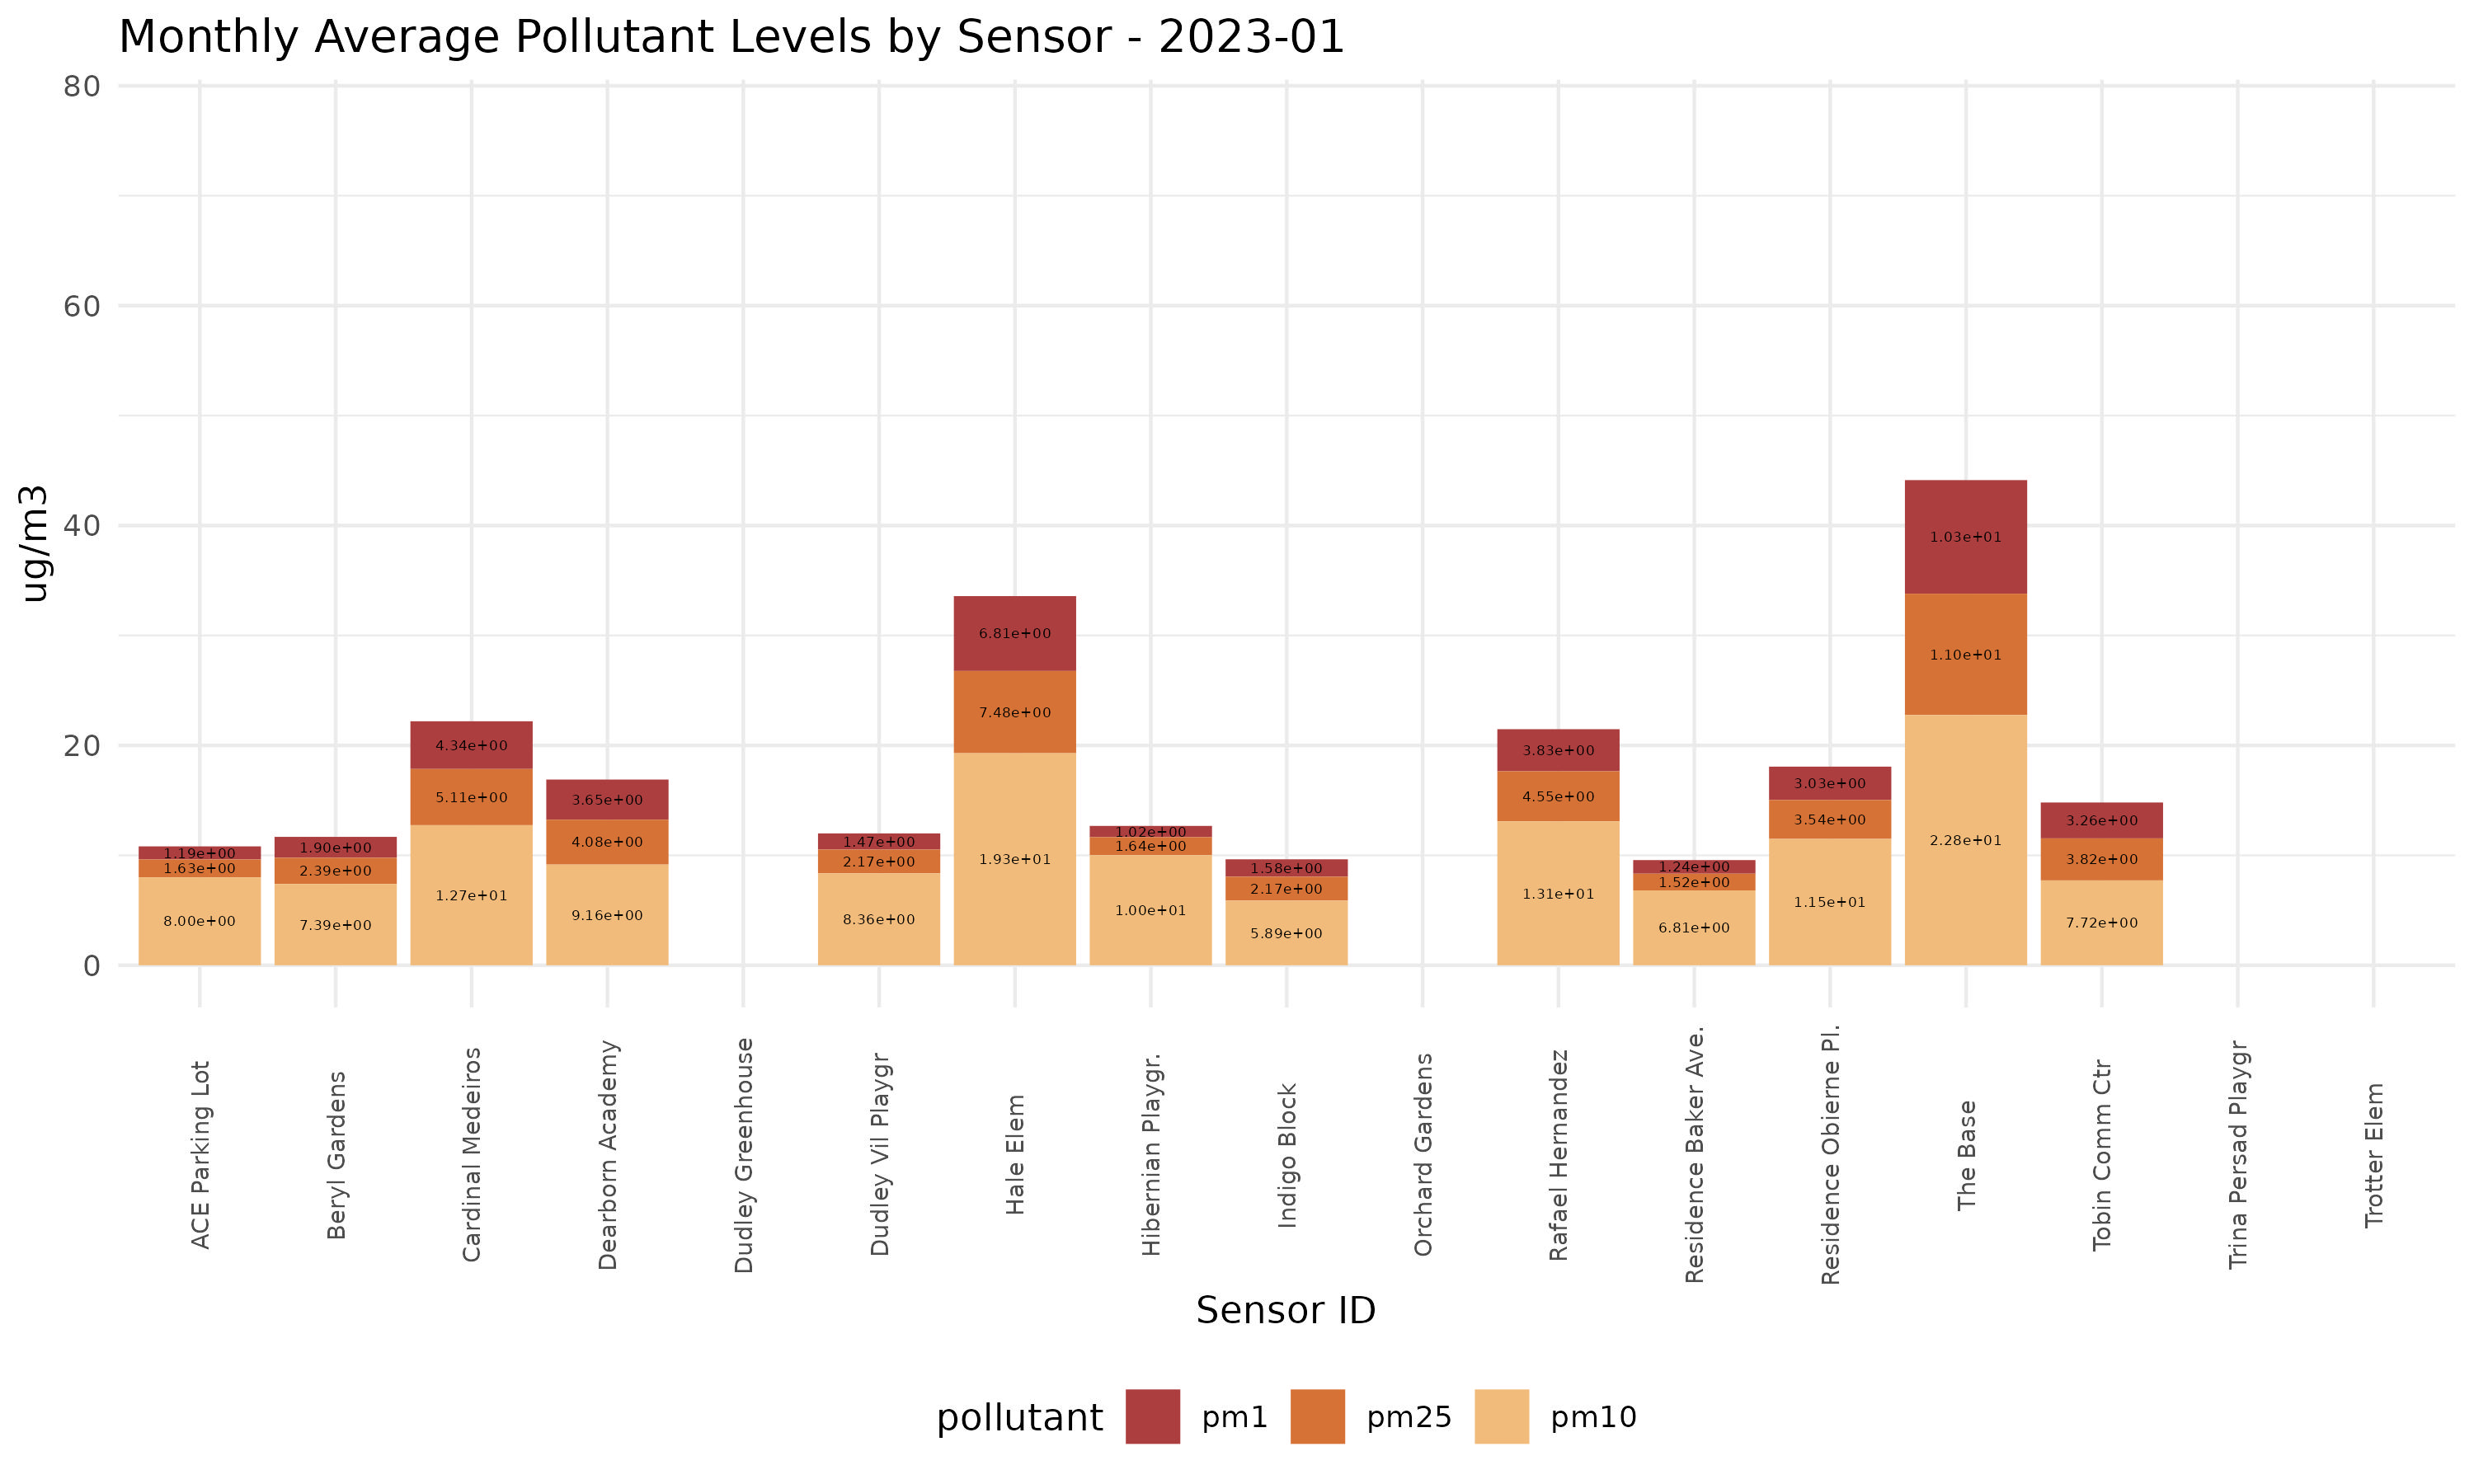 Monthly Average Pollutant Levels by Sensor - 2023-01
80
60
40
20
0
ug/m3
1.19e+00
1.63e+00
8.00e+00
1.90e+00
2.39e+00
7.39e+00
4.34e+00
5.11e+00
1.27e+01
3.65e+00
4.08e+00
9.16e+00
1.47e+00
2.17e+00
8.36e+00
6.81e+00
7.48e+00
1.93e+01
1.02e+00
1.64e+00
1.00e+01
1.58e+00
2.17e+00
5.89e+00
3.83e+00
4.55e+00
1.31e+01
1.24e+00
1.52e+00
6.81e+00
3.03e+00
3.54e+00
1.15e+01
1.03e+01
1.10e+01
2.28e+01
3.26e+00
3.82e+00
7.72e+00
ACE Parking Lot
Beryl Gardens
Cardinal Medeiros
Dearborn Academy
Dudley Greenhouse
Dudley Vil Playgr
Hale Elem
Hibernian Playgr.
Indigo Block
Orchard Gardens
Rafael Hernandez
Residence Baker Ave.
Residence Obierne Pl.
The Base
Tobin Comm Ctr
Trina Persad Playgr
Trotter Elem
Sensor ID
pollutant pm1 pm25 pm10